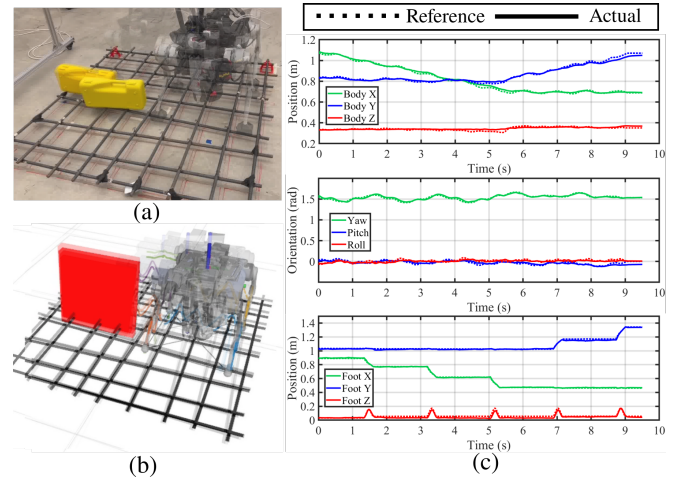 Reference Actual
(a)
(b)
Position (m)
1.2
1
0.8
0.6
0.4
0.2
Body X
Body Y
Body Z
0 1 2 3 4 5 6 7 8 9 10
Time (s)
Orientation (rad)
1.5
1
0.5
0
Yaw
Pitch
Roll
0 1 2 3 4 5 6 7 8 9 10
Time (s)
Position (m)
1.4
1.2
1
0.8
0.6
0.4
0.2
0
Foot X
Foot Y
Foot Z
0 1 2 3 4 5 6 7 8 9 10
Time (s)
(c)